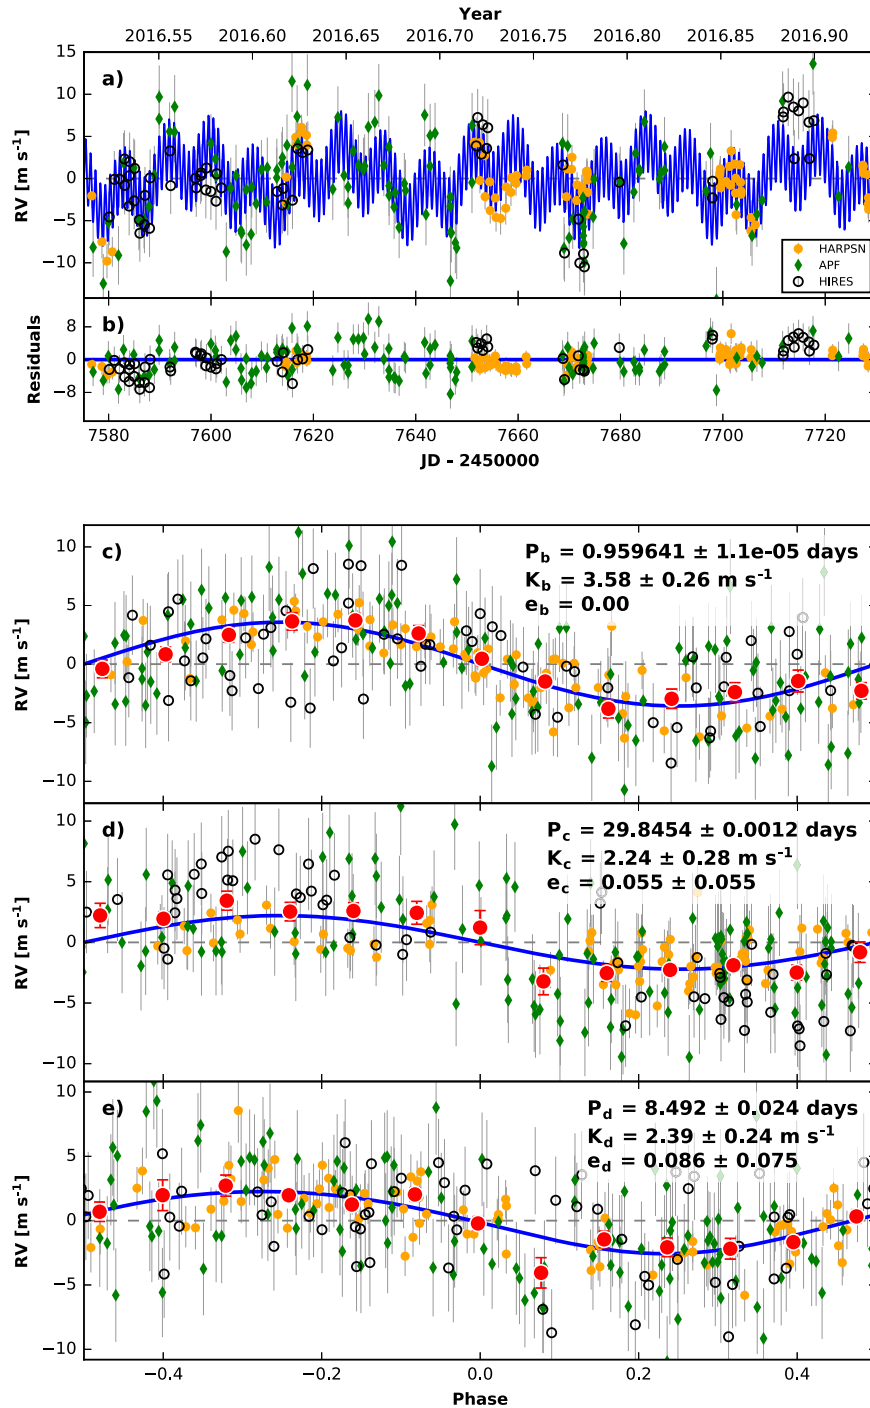 Year
2016.55 2016.60 2016.65 2016.70 2016.75 2016.80 2016.85 2016.90
a)
15
10
5
0
−5
−10
RV [m s⁻¹]
HARPSN
APF
HIRES
b)
8
0
−8
Residuals
7580 7600 7620 7640 7660 7680 7700 7720
JD - 2450000
c)
P_b = 0.959641 ± 1.1e-05 days
K_b = 3.58 ± 0.26 m s⁻¹
e_b = 0.00
10
5
0
−5
−10
RV [m s⁻¹]
d)
P_c = 29.8454 ± 0.0012 days
K_c = 2.24 ± 0.28 m s⁻¹
e_c = 0.055 ± 0.055
10
5
0
−5
−10
RV [m s⁻¹]
e)
P_d = 8.492 ± 0.024 days
K_d = 2.39 ± 0.24 m s⁻¹
e_d = 0.086 ± 0.075
10
5
0
−5
−10
RV [m s⁻¹]
−0.4 −0.2 0.0 0.2 0.4
Phase